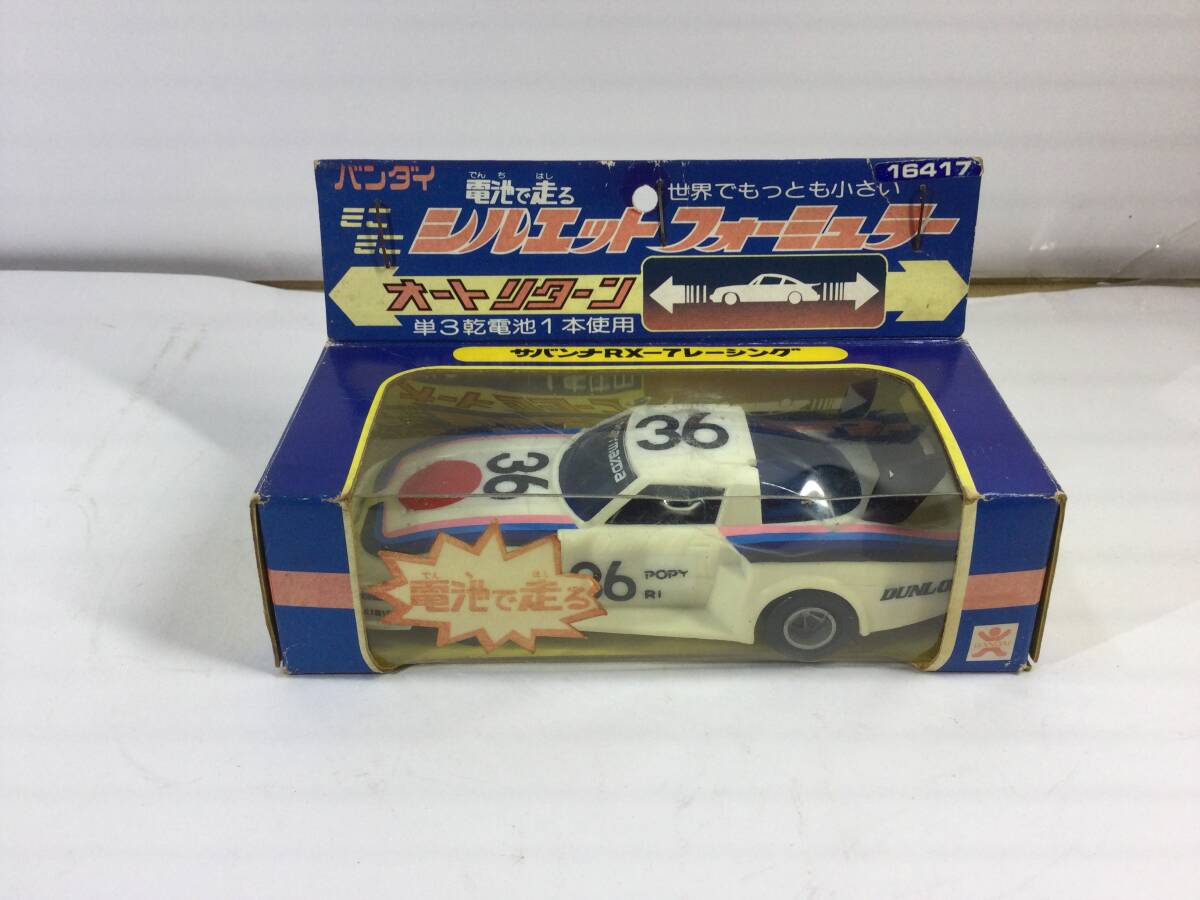 バンダイ
16417
でんち はし
電池で走る
世界でもっとも小さい
ミニミニ
シルエットフォーミュラー
オートリターン
単3乾電池1本使用
サバンナRX-7レーシング
36
36
mazda
36
POPY
RI
DUNLO
でん はし
電池で走る
BANDAI